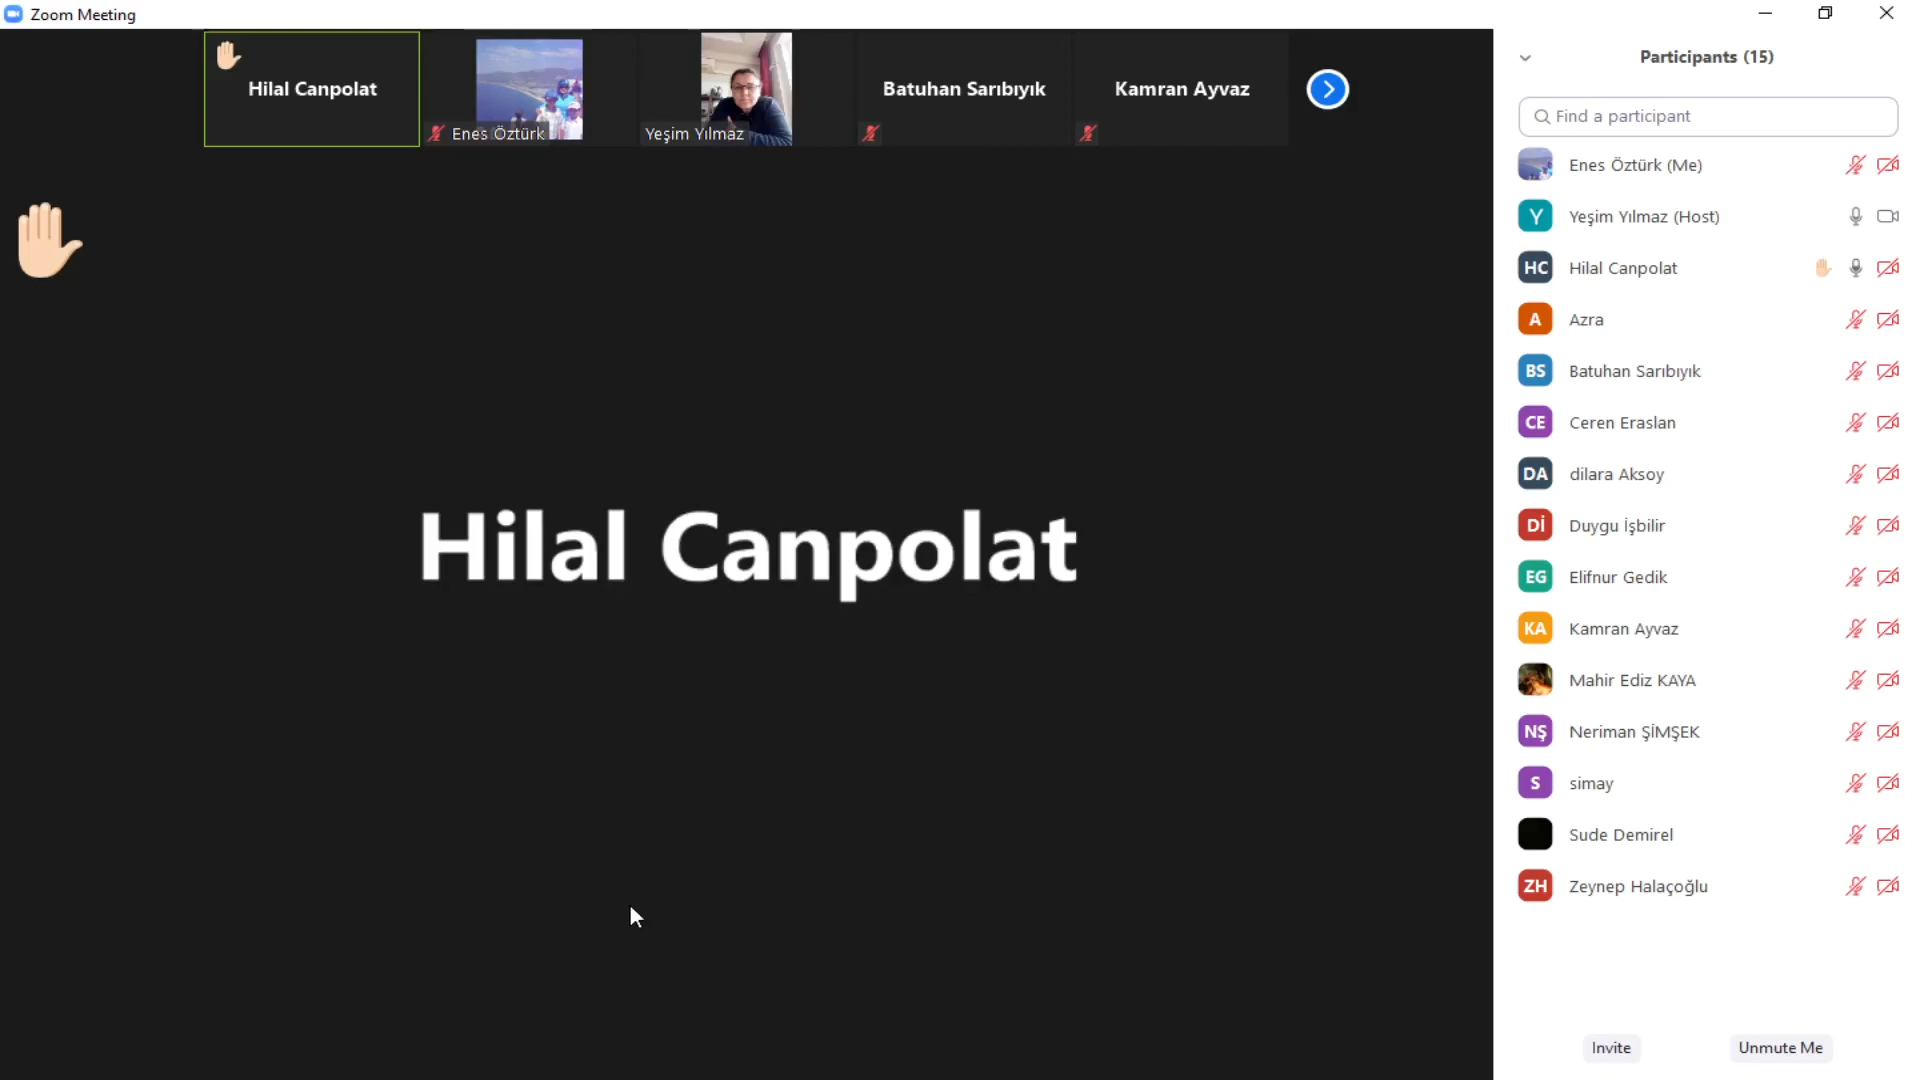 Zoom Meeting
Hilal Canpolat
Enes Öztürk
Yeşim Yılmaz
Batuhan Sarıbıyık
Kamran Ayvaz
Hilal Canpolat
Participants (15)
Find a participant
Enes Öztürk (Me)
Y
Yeşim Yılmaz (Host)
HC
Hilal Canpolat
A
Azra
BS
Batuhan Sarıbıyık
CE
Ceren Eraslan
DA
dilara Aksoy
Dİ
Duygu İşbilir
EG
Elifnur Gedik
KA
Kamran Ayvaz
Mahir Ediz KAYA
NŞ
Neriman ŞİMŞEK
S
simay
Sude Demirel
ZH
Zeynep Halaçoğlu
Invite
Unmute Me